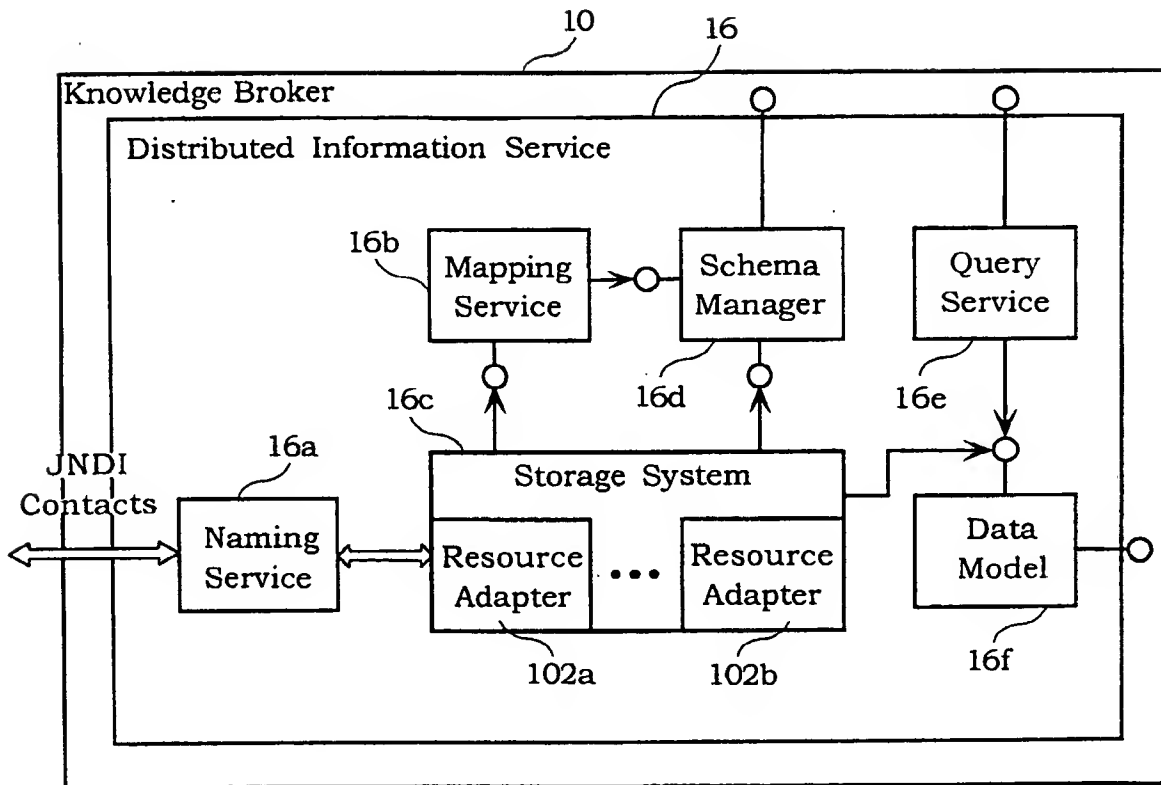 10
16
Knowledge Broker
Distributed Information Service
16b
Mapping
Service
Schema
Manager
Query
Service
16c
16d
16e
JNDI
Contacts
16a
Naming
Service
Storage System
Resource
Adapter
Resource
Adapter
Data
Model
102a
102b
16f